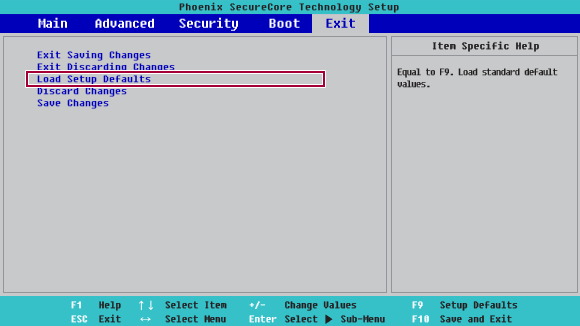 Phoenix SecureCore Technology Setup
Main Advanced Security Boot Exit
Item Specific Help
Exit Saving Changes
Exit Discarding Changes
Load Setup Defaults
Discard Changes
Save Changes
Equal to F9. Load standard default
values.
F1 Help ↑↓ Select Item +/- Change Values F9 Setup Defaults
ESC Exit ↔ Select Menu Enter Select ▶ Sub-Menu F10 Save and Exit